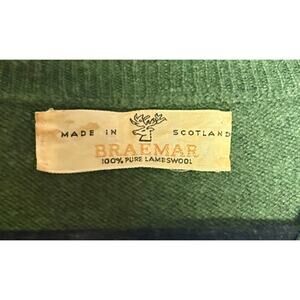 MADE IN SCOTLAND
BRAEMAR
100% PURE LAMBSWOOL